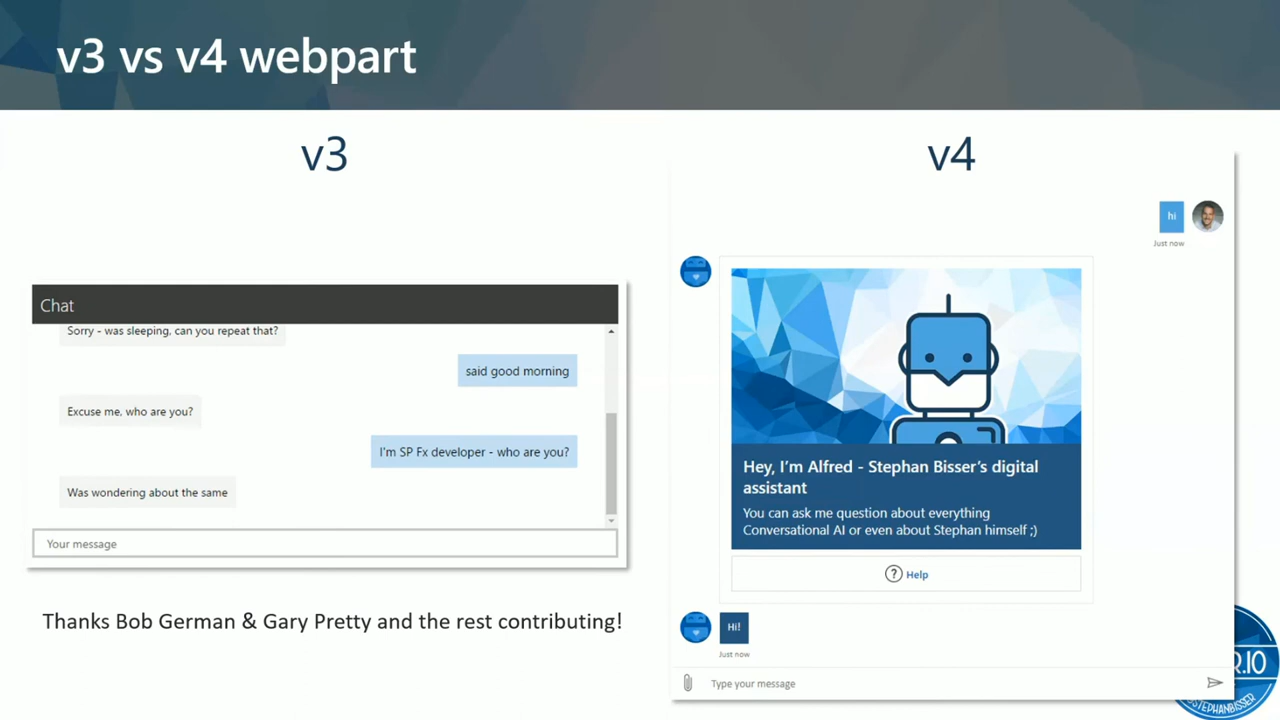 v3 vs v4 webpart
v3
Chat
Sorry - was sleeping, can you repeat that?
said good morning
Excuse me, who are you?
I'm SP Fx developer - who are you?
Was wondering about the same
Your message
Thanks Bob German & Gary Pretty and the rest contributing!
v4
hi
Just now
Hey, I'm Alfred - Stephan Bisser's digital
assistant
You can ask me question about everything
Conversational AI or even about Stephan himself ;)
Help
Hi!
Just now
Type your message
R.IO
STEPHANBISSER